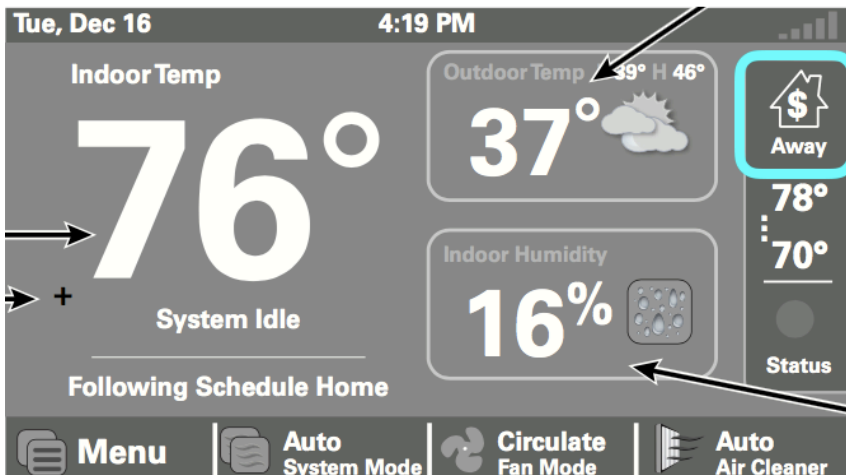 Tue, Dec 16 4:19 PM
Indoor Temp
76°
+
System Idle
Following Schedule Home
Outdoor Temp 39° H 46°
37°
Indoor Humidity
16%
$
Away
78°
70°
Status
Menu
Auto
System Mode
Circulate
Fan Mode
Auto
Air Cleaner